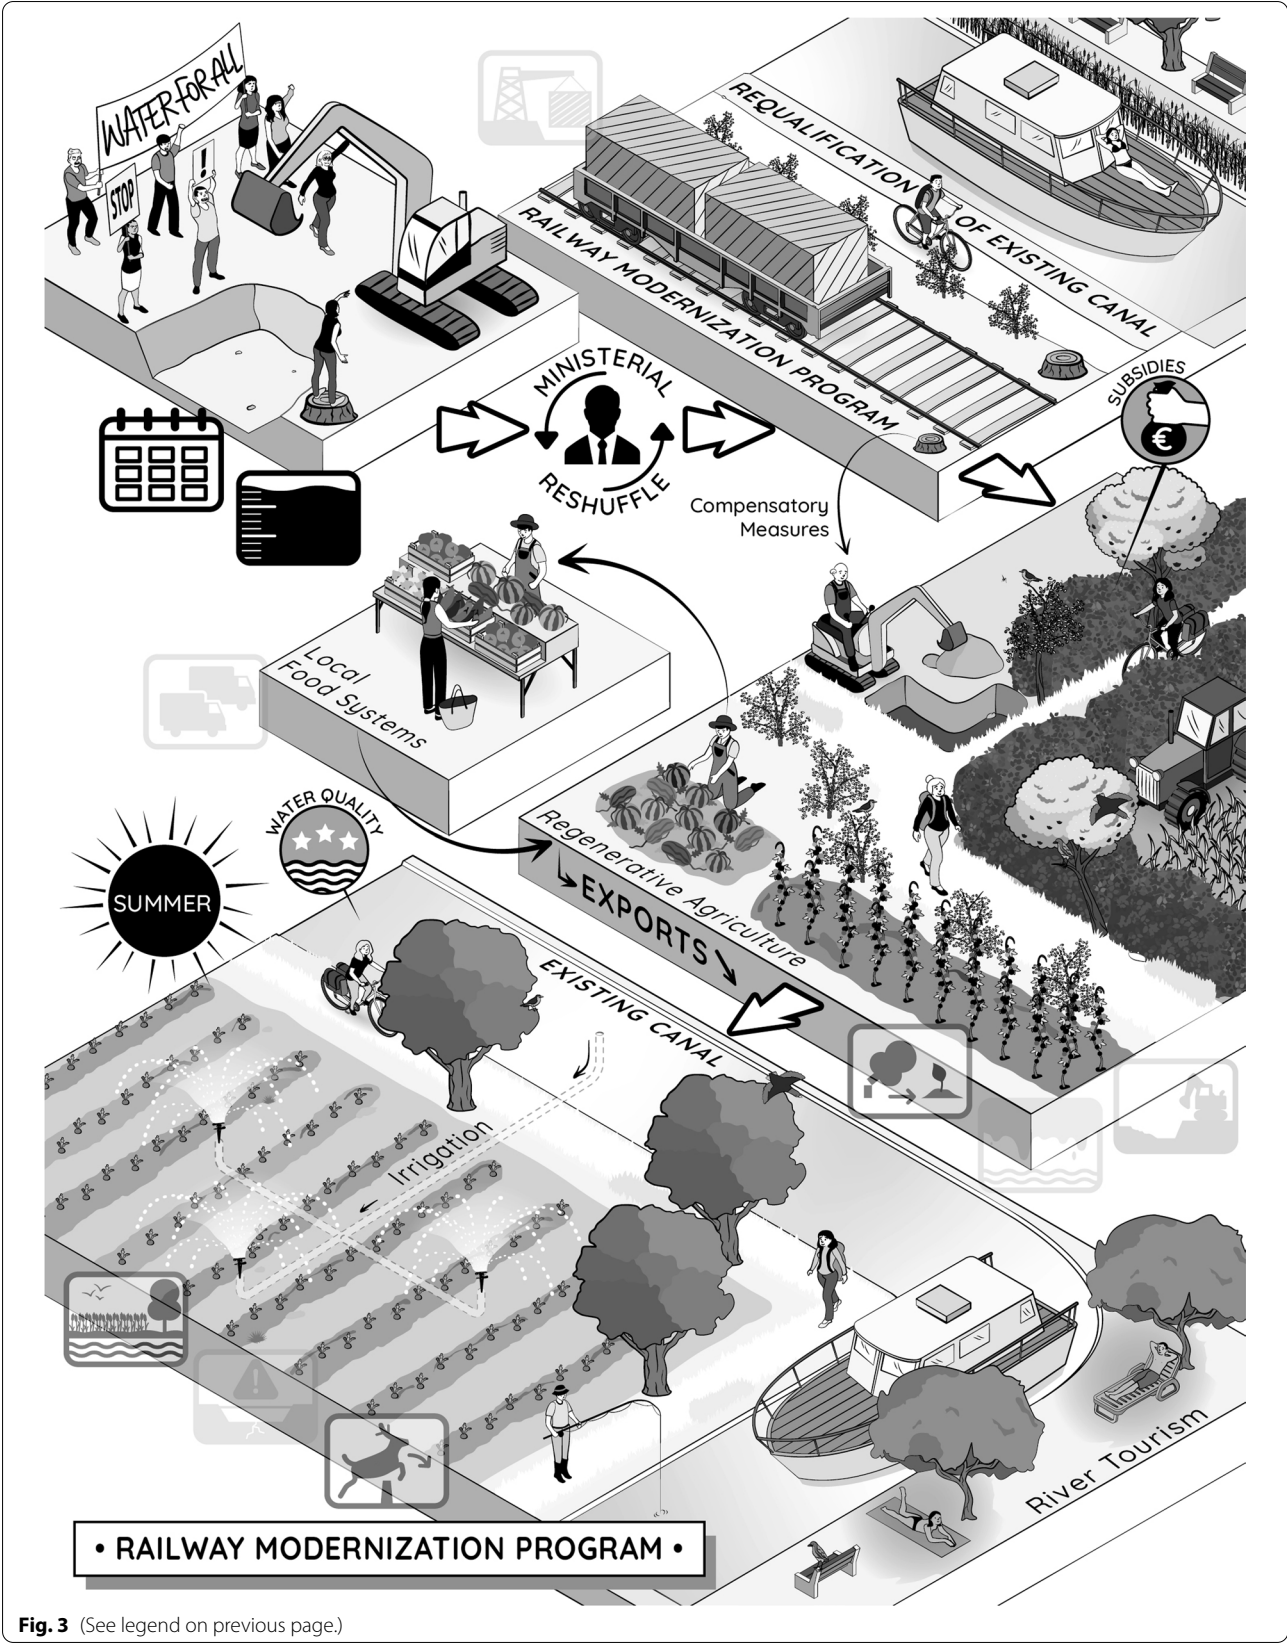 WATER FOR ALL
STOP
!
REQUALIFICATION OF EXISTING CANAL
RAILWAY MODERNIZATION PROGRAM
MINISTERIAL
RESHUFFLE
SUBSIDIES
€
Compensatory
Measures
Local
Food Systems
WATER QUALITY
SUMMER
Regenerative Agriculture
EXPORTS
EXISTING CANAL
Irrigation
River Tourism
!
• RAILWAY MODERNIZATION PROGRAM •
Fig. 3 (See legend on previous page.)